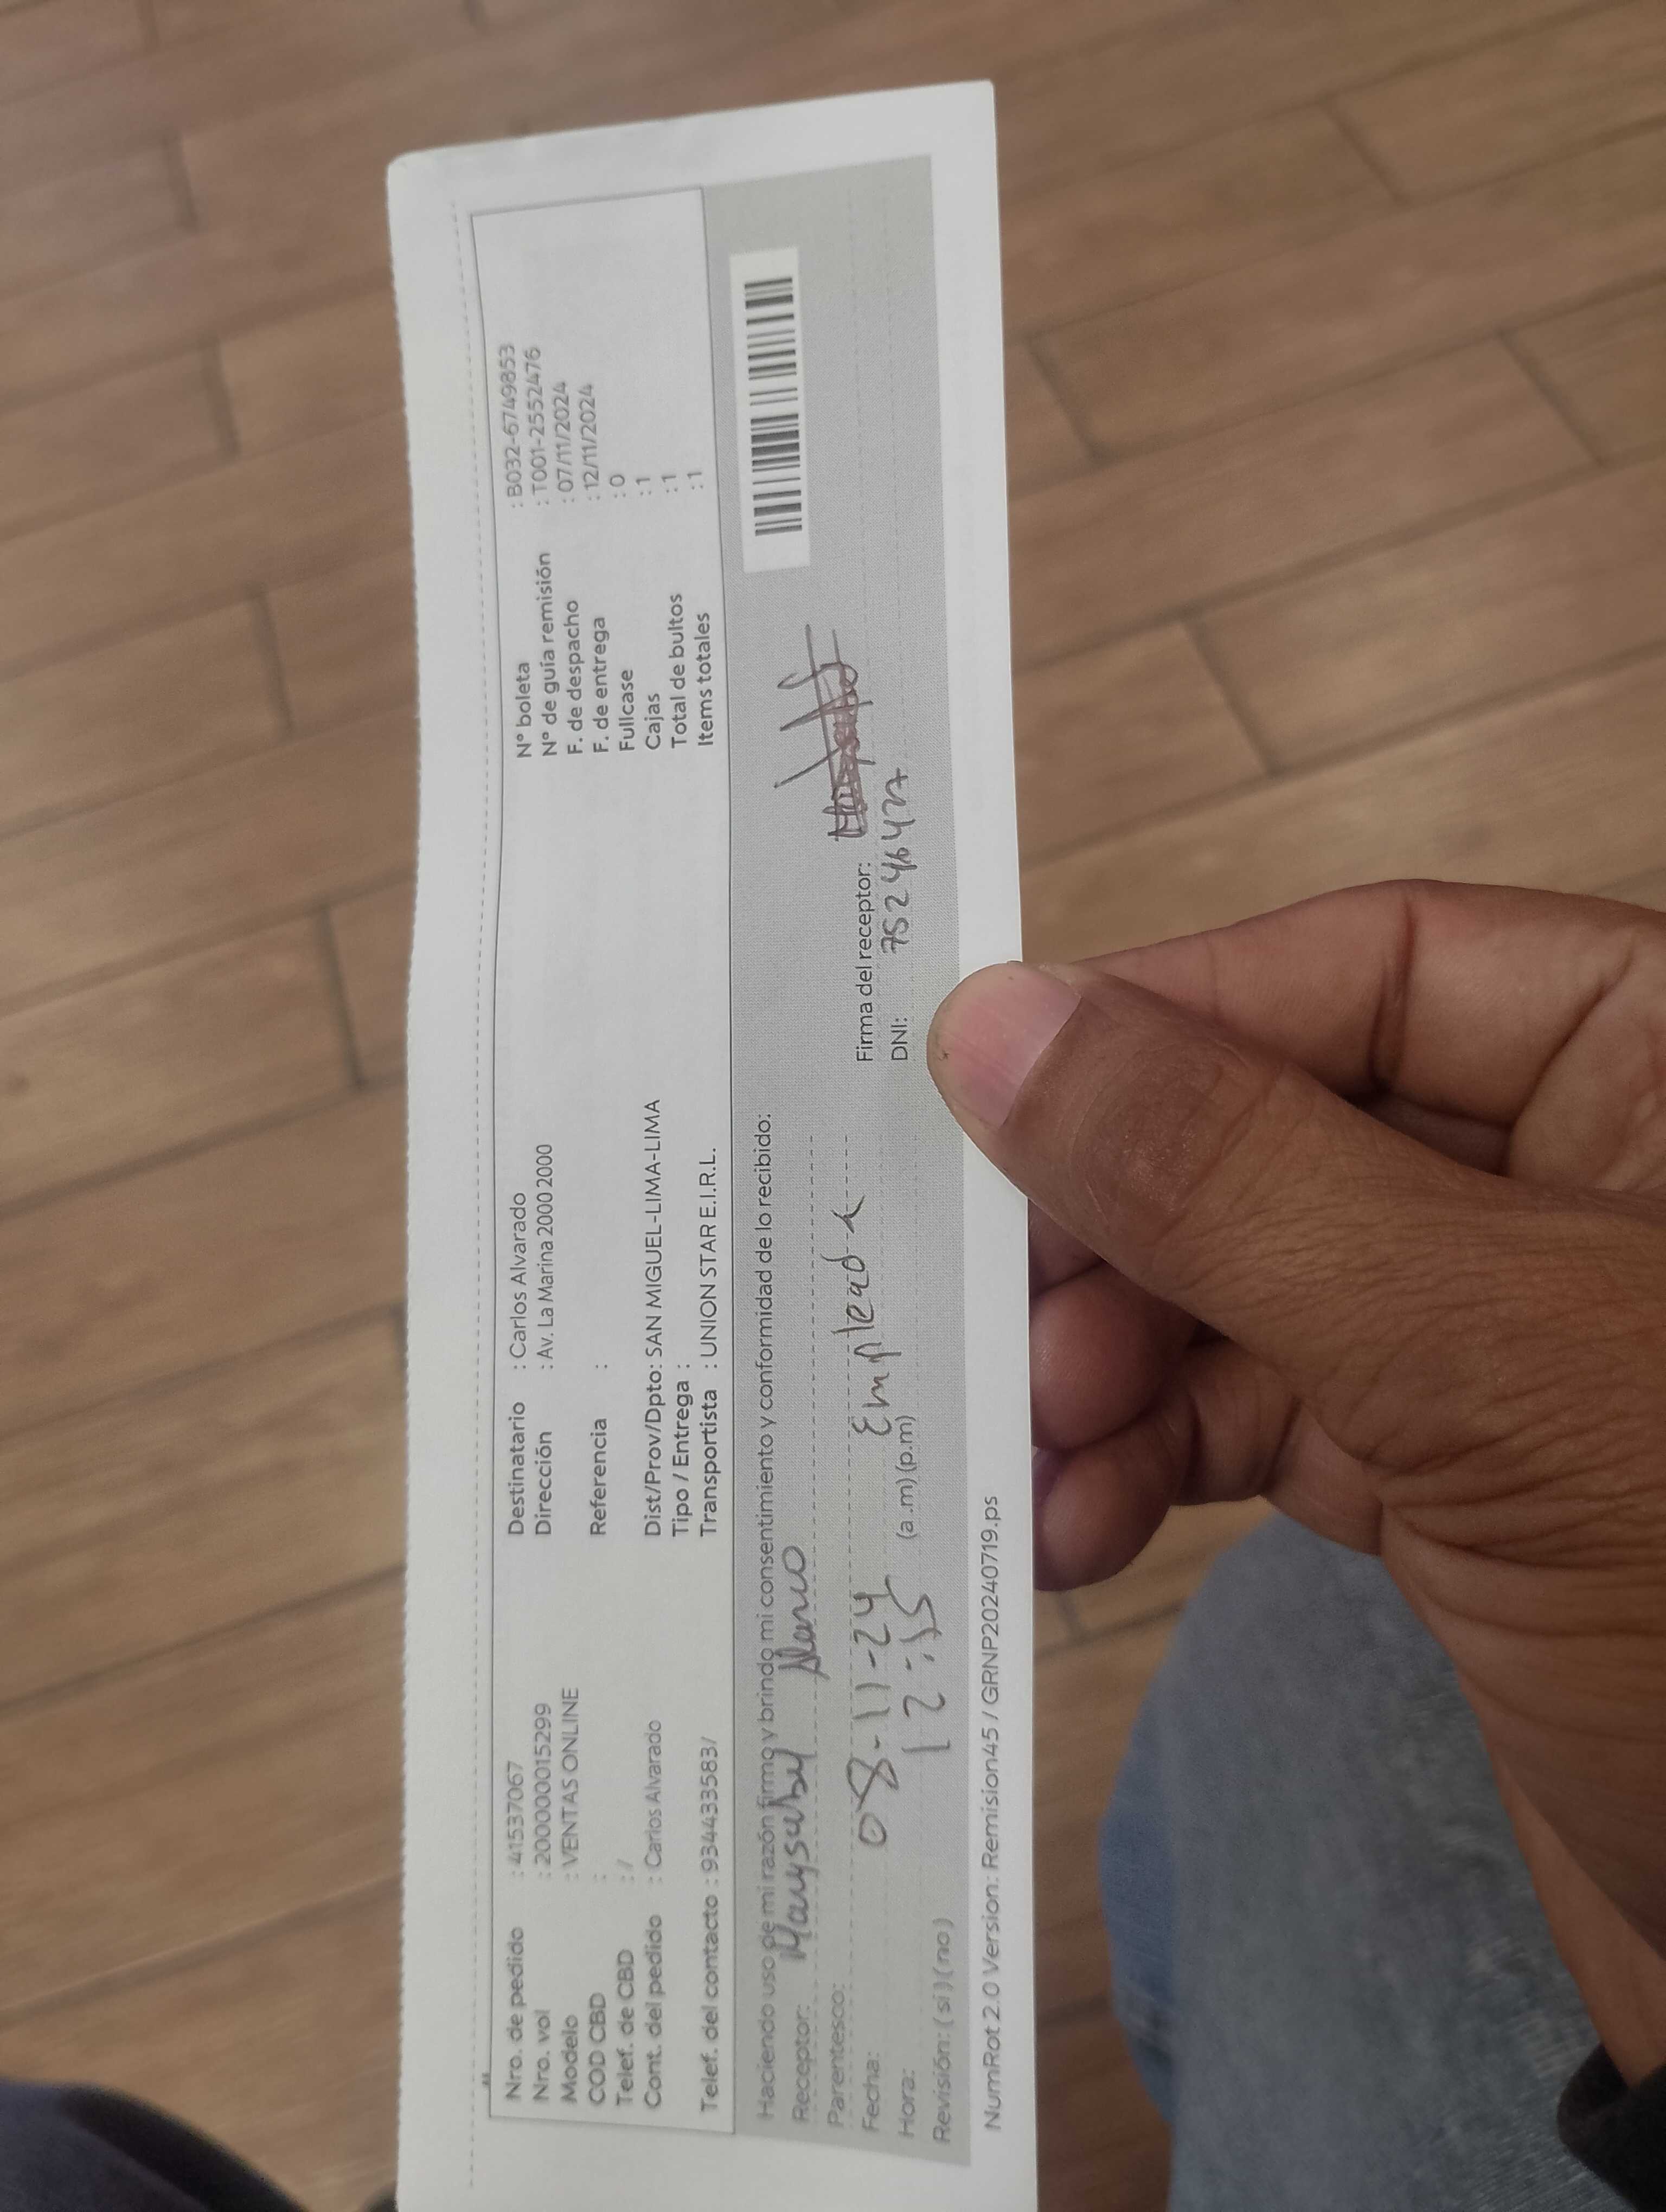 Nro. de pedido : 41537067
Nro. vol : 200000015299
Modelo : VENTAS ONLINE
COD CBD :
Telef. de CBD : /
Cont. del pedido : Carlos Alvarado
Telef. del contacto : 934433583/
Destinatario : Carlos Alvarado
Dirección : Av. La Marina 2000 2000
Referencia :
Dist/Prov/Dpto: SAN MIGUEL-LIMA-LIMA
Tipo / Entrega :
Transportista : UNION STAR E.I.R.L.
N° boleta : B032-6749853
N° de guía remisión : T001-2552476
F. de despacho : 07/11/2024
F. de entrega : 12/11/2024
Fullcase : 0
Cajas : 1
Total de bultos : 1
Items totales : 1
Haciendo uso de mi razón firmo y brindo mi consentimiento y conformidad de lo recibido:
Receptor: Maysabel
Parentesco: Empleada
Fecha: 08-11-24
Hora: 12:15 (a.m) (p.m)
Revisión: ( si ) ( no )
Firma del receptor:
DNI: 75246477
NumRot 2.0 Version: Remision45 / GRNP20240719.ps